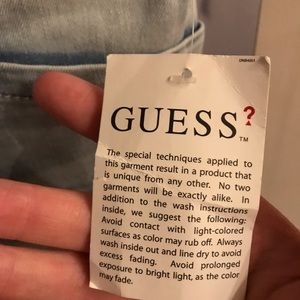 GUESS?
TM
The special techniques applied to
this garment result in a product that
is unique from any other. No two
garments will be exactly alike. In
addition to the wash instructions
inside, we suggest the following:
Avoid contact with light-colored
surfaces as color may rub off. Always
wash inside out and line dry to avoid
excess fading. Avoid prolonged
exposure to bright light, as the color
may fade.